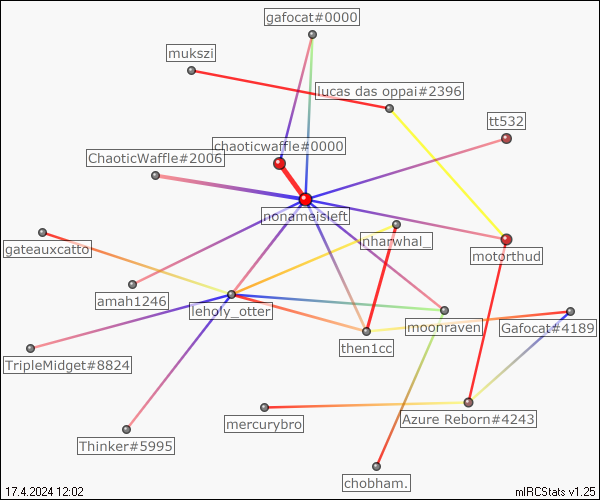 gafocat#0000
mukszi
lucas das oppai#2396
tt532
chaoticwaffle#0000
ChaoticWaffle#2006
nonameisleft
nharwhal_
gateauxcatto
motorthud
amah1246
leholy_otter
moonraven
Gafocat#4189
then1cc
TripleMidget#8824
mercurybro
Azure Reborn#4243
Thinker#5995
chobham.
17.4.2024 12:02
mIRCStats v1.25